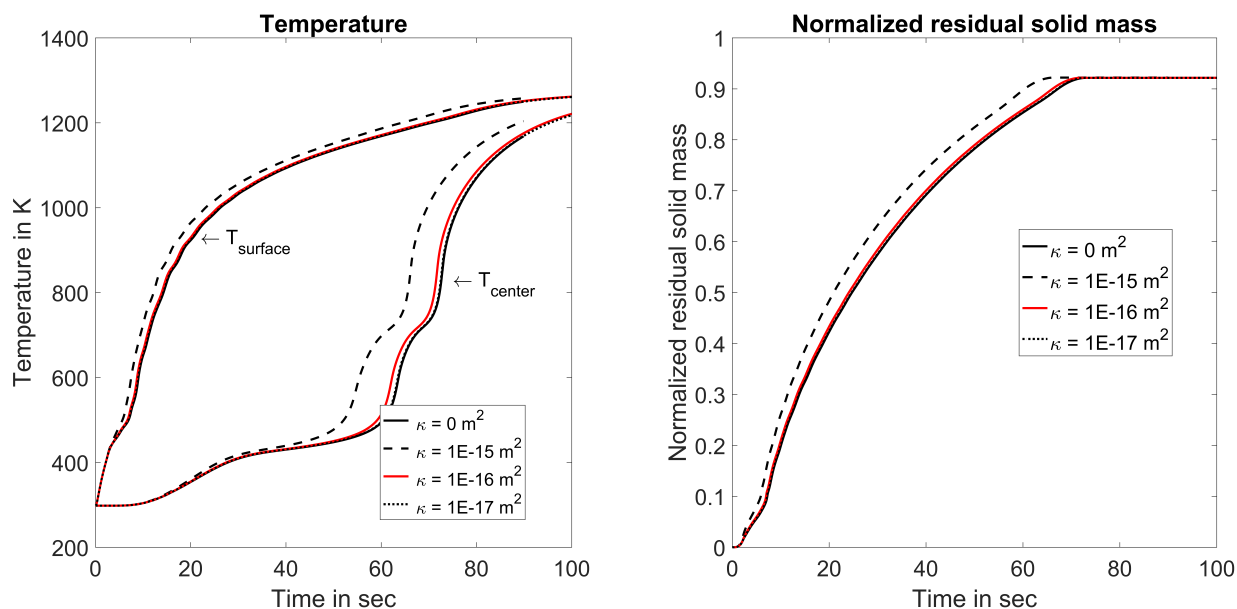 Temperature
1400
1200
1000
800
600
400
200
0
20
40
60
80
100
Temperature in K
Time in sec
← T_surface
← T_center
κ = 0 m²
κ = 1E-15 m²
κ = 1E-16 m²
κ = 1E-17 m²
Normalized residual solid mass
1
0.9
0.8
0.7
0.6
0.5
0.4
0.3
0.2
0.1
0
0
20
40
60
80
100
Normalized residual solid mass
Time in sec
κ = 0 m²
κ = 1E-15 m²
κ = 1E-16 m²
κ = 1E-17 m²